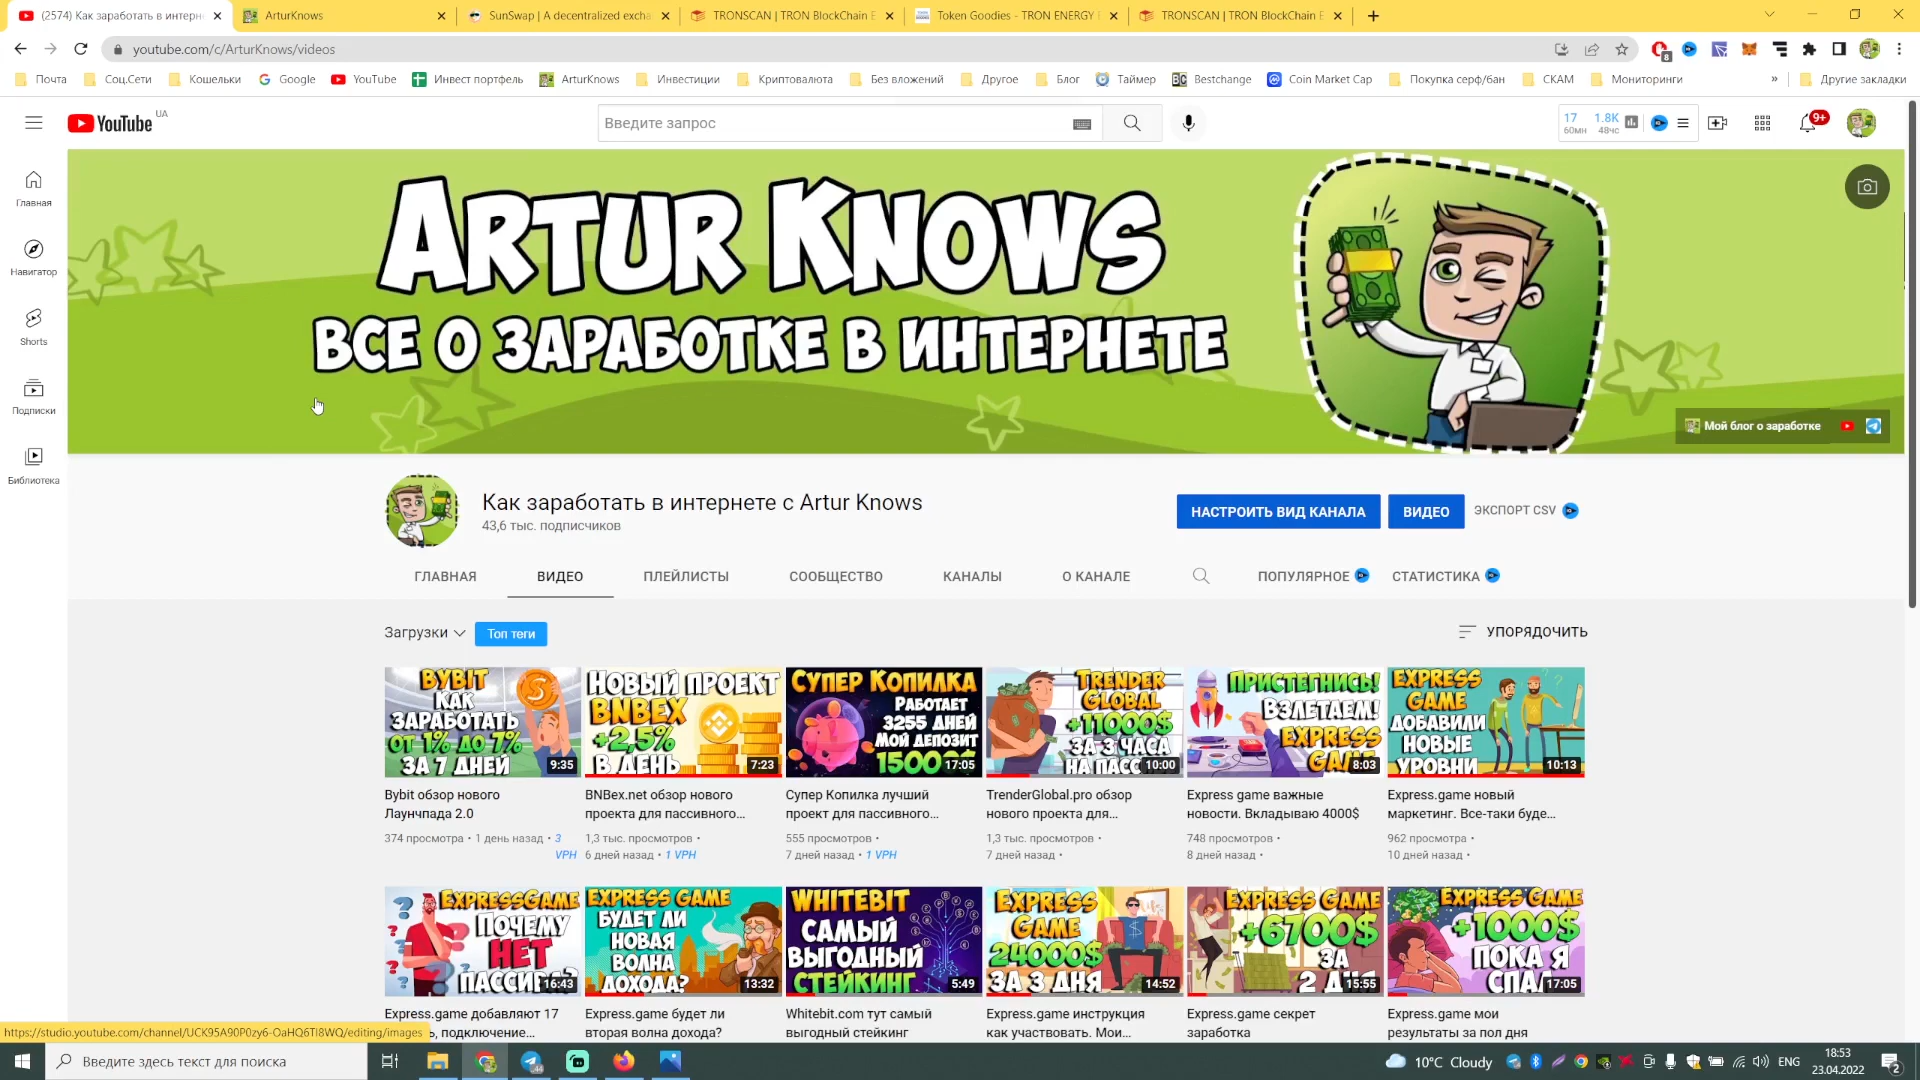 (2574) Как заработать в интерн
ArturKnows
SunSwap | A decentralized excha
TRONSCAN | TRON BlockChain E
Token Goodies - TRON ENERGY
TRONSCAN | TRON BlockChain E
youtube.com/c/ArturKnows/videos
8
Почта
Соц.Сети
Кошельки
Google
YouTube
Инвест портфель
ArturKnows
Инвестиции
Криптовалюта
Без вложений
Другое
Блог
Таймер
Bestchange
Coin Market Cap
Покупка серф/бан
СКАМ
Мониторинги
»
Другие закладки
YouTube UA
Введите запрос
17
60мн
1.8K
48чс
9+
Главная
Навигатор
Shorts
Подписки
Библиотека
ARTUR KNOWS
ВСЕ О ЗАРАБОТКЕ В ИНТЕРНЕТЕ
Мой блог о заработке
Как заработать в интернете с Artur Knows
43,6 тыс. подписчиков
НАСТРОИТЬ ВИД КАНАЛА
ВИДЕО
ЭКСПОРТ CSV
ГЛАВНАЯ
ВИДЕО
ПЛЕЙЛИСТЫ
СООБЩЕСТВО
КАНАЛЫ
О КАНАЛЕ
ПОПУЛЯРНОЕ
СТАТИСТИКА
Загрузки
Топ теги
УПОРЯДОЧИТЬ
BYBIT
КАК
ЗАРАБОТАТЬ
ОТ 1% ДО 7%
ЗА 7 ДНЕЙ
9:35
Bybit обзор нового
Лаунчпада 2.0
374 просмотра • 1 день назад • 3
VPH
НОВЫЙ ПРОЕКТ
BNBEX
+2,5%
В ДЕНЬ
7:23
BNBex.net обзор нового
проекта для пассивного...
1,3 тыс. просмотров •
6 дней назад • 1 VPH
СУПЕР КОПИЛКА
РАБОТАЕТ
3255 ДНЕЙ
МОЙ ДЕПОЗИТ
1500
17:05
Супер Копилка лучший
проект для пассивного...
555 просмотров •
7 дней назад • 1 VPH
TRENDER
GLOBAL
+11000$
ЗА 3 ЧАСА
НА ПАСС
10:00
TrenderGlobal.pro обзор
нового проекта для...
1,3 тыс. просмотров •
7 дней назад •
ПРИСТЕГНИСЬ!
ВЗЛЕТАЕМ!
EXPRESS
GA
8:03
Express game важные
новости. Вкладываю 4000$
748 просмотров •
8 дней назад •
EXPRESS
GAME
ДОБАВИЛИ
НОВЫЕ
УРОВНИ
10:13
Express.game новый
маркетинг. Все-таки буде...
962 просмотра •
10 дней назад •
EXPRESSGAME
ПОЧЕМУ
НЕТ
ПАССИВА?
16:43
Express.game добавляют 17
подключение...
EXPRESS GAME
БУДЕТ ЛИ
НОВАЯ
ВОЛНА
ДОХОДА?
13:32
Express.game будет ли
вторая волна дохода?
WHITEBIT
САМЫЙ
ВЫГОДНЫЙ
СТЕЙКИНГ
5:49
Whitebit.com тут самый
выгодный стейкинг
EXPRESS
GAME
24000$
ЗА 3 ДНЯ
14:52
Express.game инструкция
как участвовать. Мои...
EXPRESS GAME
+6700$
ЗА
2 Д
15:55
Express.game секрет
заработка
EXPRESS GAME
+1000$
ПОКА Я
СПАЛ
17:05
Express.game мои
результаты за пол дня
https://studio.youtube.com/channel/UCK95A90P0zy6-OaHQ6TI8WQ/editing/images
Введите здесь текст для поиска
10°C Cloudy
ENG
18:53
23.04.2022
2